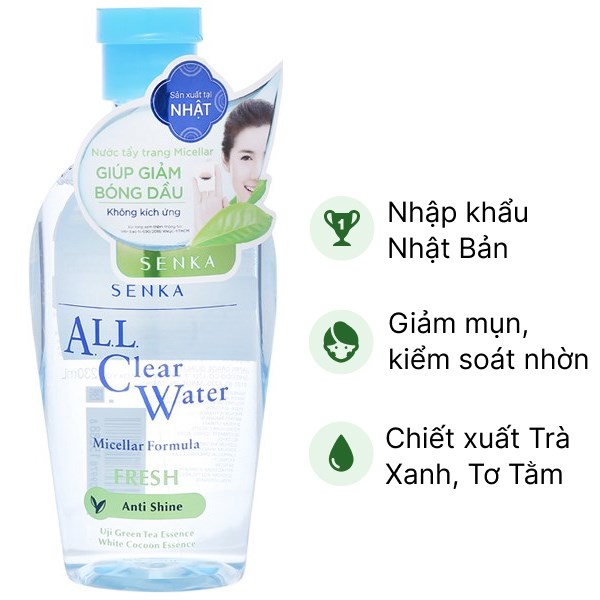 Sản xuất tại
NHẬT
Nước tẩy trang Micellar
GIÚP GIẢM
BÓNG DẦU
Không kích ứng
SENKA
SENKA
A.L.L.
Clear
Water
Micellar Formula
FRESH
Anti Shine
Uji Green Tea Essence
White Cocoon Essence
230mL
1
Nhập khẩu
Nhật Bản
Giảm mụn,
kiểm soát nhờn
Chiết xuất Trà
Xanh, Tơ Tằm